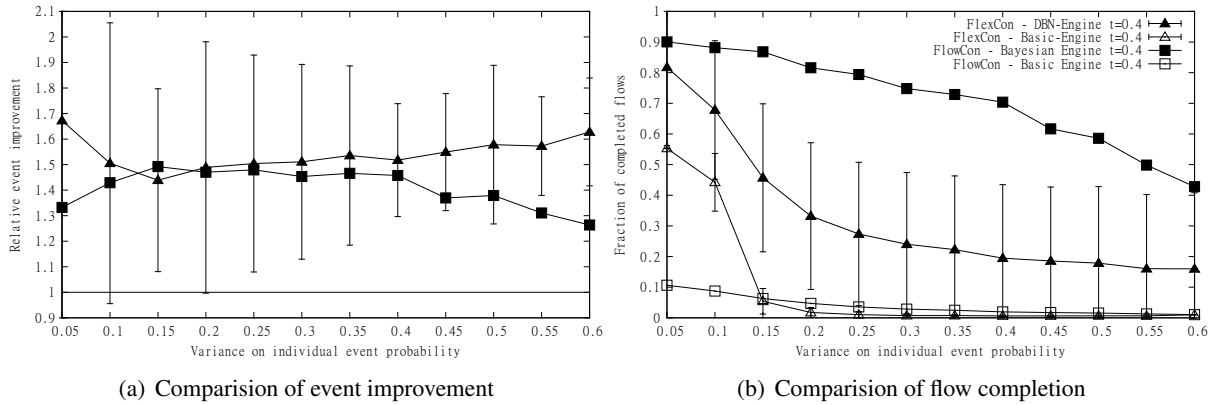 2.1
2
1.9
1.8
1.7
1.6
1.5
1.4
1.3
1.2
1.1
1
0.9
Relative event improvement
0.05 0.1 0.15 0.2 0.25 0.3 0.35 0.4 0.45 0.5 0.55 0.6
Variance on individual event probability
(a) Comparision of event improvement
1
0.9
0.8
0.7
0.6
0.5
0.4
0.3
0.2
0.1
0
Fraction of completed flows
FlexCon - DBN-Engine t=0.4
FlexCon - Basic-Engine t=0.4
FlowCon - Bayesian Engine t=0.4
FlowCon - Basic Engine t=0.4
0.05 0.1 0.15 0.2 0.25 0.3 0.35 0.4 0.45 0.5 0.55 0.6
Variance on individual event probability
(b) Comparision of flow completion